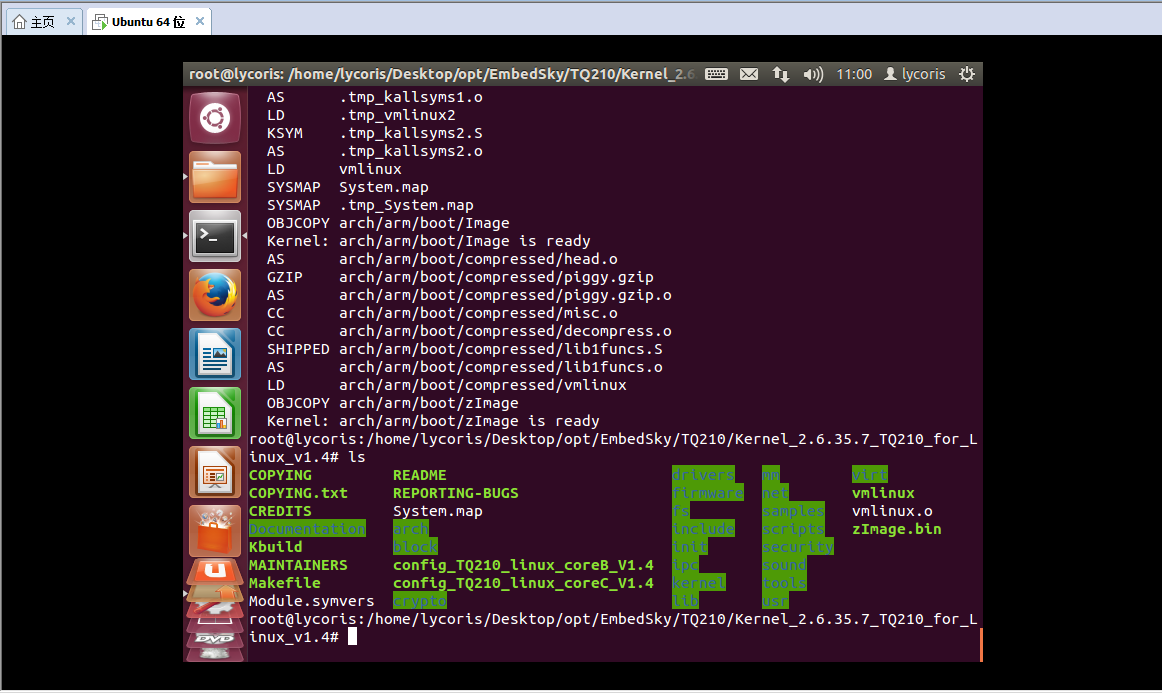 主页
Ubuntu 64 位
root@lycoris: /home/lycoris/Desktop/opt/EmbedSky/TQ210/Kernel_2.6
11:00
lycoris
AS .tmp_kallsyms1.o
LD .tmp_vmlinux2
KSYM .tmp_kallsyms2.S
AS .tmp_kallsyms2.o
LD vmlinux
SYSMAP System.map
SYSMAP .tmp_System.map
OBJCOPY arch/arm/boot/Image
Kernel: arch/arm/boot/Image is ready
AS arch/arm/boot/compressed/head.o
GZIP arch/arm/boot/compressed/piggy.gzip
AS arch/arm/boot/compressed/piggy.gzip.o
CC arch/arm/boot/compressed/misc.o
CC arch/arm/boot/compressed/decompress.o
SHIPPED arch/arm/boot/compressed/lib1funcs.S
AS arch/arm/boot/compressed/lib1funcs.o
LD arch/arm/boot/compressed/vmlinux
OBJCOPY arch/arm/boot/zImage
Kernel: arch/arm/boot/zImage is ready
root@lycoris:/home/lycoris/Desktop/opt/EmbedSky/TQ210/Kernel_2.6.35.7_TQ210_for_L
inux_v1.4# ls
COPYING README drivers mm virt
COPYING.txt REPORTING-BUGS firmware net vmlinux
CREDITS System.map fs samples vmlinux.o
Documentation arch include scripts zImage.bin
Kbuild block init security
MAINTAINERS config_TQ210_linux_coreB_V1.4 ipc sound
Makefile config_TQ210_linux_coreC_V1.4 kernel tools
Module.symvers crypto lib usr
root@lycoris:/home/lycoris/Desktop/opt/EmbedSky/TQ210/Kernel_2.6.35.7_TQ210_for_L
inux_v1.4#
DVD